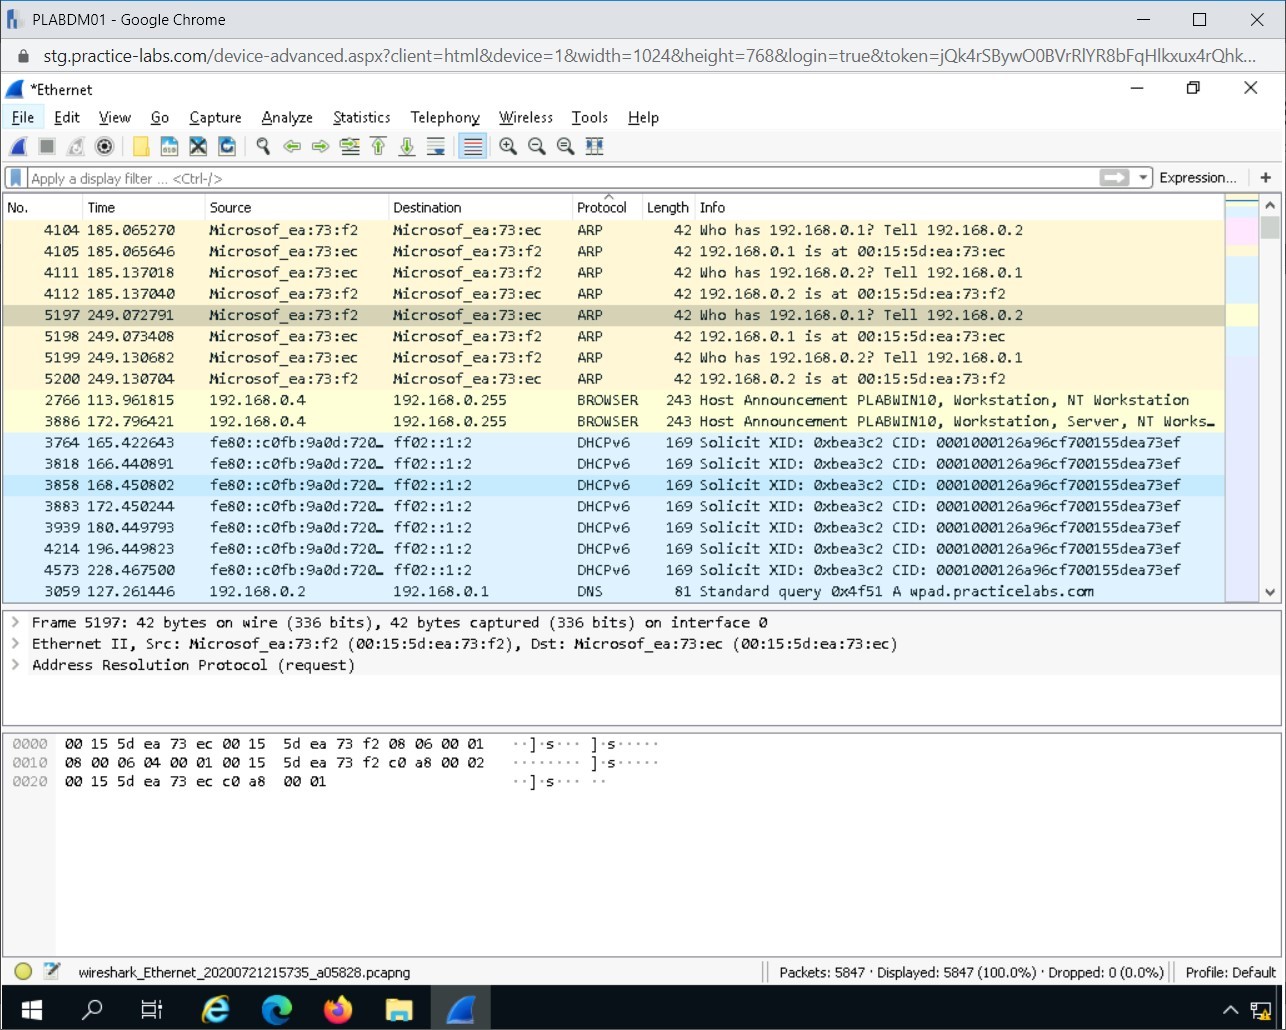 PLABDM01 - Google Chrome
stg.practice-labs.com/device-advanced.aspx?client=html&device=1&width=1024&height=768&login=true&token=jQk4rSBywO0BVrRlYR8bFqHlkxux4rQhk...
*Ethernet
File Edit View Go Capture Analyze Statistics Telephony Wireless Tools Help
Apply a display filter ... <Ctrl-/> Expression... +
No. Time Source Destination Protocol Length Info
4104 185.065270 Microsof_ea:73:f2 Microsof_ea:73:ec ARP 42 Who has 192.168.0.1? Tell 192.168.0.2
4105 185.065646 Microsof_ea:73:ec Microsof_ea:73:f2 ARP 42 192.168.0.1 is at 00:15:5d:ea:73:ec
4111 185.137018 Microsof_ea:73:ec Microsof_ea:73:f2 ARP 42 Who has 192.168.0.2? Tell 192.168.0.1
4112 185.137040 Microsof_ea:73:f2 Microsof_ea:73:ec ARP 42 192.168.0.2 is at 00:15:5d:ea:73:f2
5197 249.072791 Microsof_ea:73:f2 Microsof_ea:73:ec ARP 42 Who has 192.168.0.1? Tell 192.168.0.2
5198 249.073408 Microsof_ea:73:ec Microsof_ea:73:f2 ARP 42 192.168.0.1 is at 00:15:5d:ea:73:ec
5199 249.130682 Microsof_ea:73:ec Microsof_ea:73:f2 ARP 42 Who has 192.168.0.2? Tell 192.168.0.1
5200 249.130704 Microsof_ea:73:f2 Microsof_ea:73:ec ARP 42 192.168.0.2 is at 00:15:5d:ea:73:f2
2766 113.961815 192.168.0.4 192.168.0.255 BROWSER 243 Host Announcement PLABWIN10, Workstation, NT Workstation
3886 172.796421 192.168.0.4 192.168.0.255 BROWSER 243 Host Announcement PLABWIN10, Workstation, Server, NT Works…
3764 165.422643 fe80::c0fb:9a0d:720… ff02::1:2 DHCPv6 169 Solicit XID: 0xbea3c2 CID: 0001000126a96cf700155dea73ef
3818 166.440891 fe80::c0fb:9a0d:720… ff02::1:2 DHCPv6 169 Solicit XID: 0xbea3c2 CID: 0001000126a96cf700155dea73ef
3858 168.450802 fe80::c0fb:9a0d:720… ff02::1:2 DHCPv6 169 Solicit XID: 0xbea3c2 CID: 0001000126a96cf700155dea73ef
3883 172.450244 fe80::c0fb:9a0d:720… ff02::1:2 DHCPv6 169 Solicit XID: 0xbea3c2 CID: 0001000126a96cf700155dea73ef
3939 180.449793 fe80::c0fb:9a0d:720… ff02::1:2 DHCPv6 169 Solicit XID: 0xbea3c2 CID: 0001000126a96cf700155dea73ef
4214 196.449823 fe80::c0fb:9a0d:720… ff02::1:2 DHCPv6 169 Solicit XID: 0xbea3c2 CID: 0001000126a96cf700155dea73ef
4573 228.467500 fe80::c0fb:9a0d:720… ff02::1:2 DHCPv6 169 Solicit XID: 0xbea3c2 CID: 0001000126a96cf700155dea73ef
3059 127.261446 192.168.0.2 192.168.0.1 DNS 81 Standard query 0x4f51 A wpad.practicelabs.com
Frame 5197: 42 bytes on wire (336 bits), 42 bytes captured (336 bits) on interface 0
Ethernet II, Src: Microsof_ea:73:f2 (00:15:5d:ea:73:f2), Dst: Microsof_ea:73:ec (00:15:5d:ea:73:ec)
Address Resolution Protocol (request)
0000 00 15 5d ea 73 ec 00 15 5d ea 73 f2 08 06 00 01 ··]·s··· ]·s·····
0010 08 00 06 04 00 01 00 15 5d ea 73 f2 c0 a8 00 02 ········ ]·s·····
0020 00 15 5d ea 73 ec c0 a8 00 01 ··]·s··· ··
wireshark_Ethernet_20200721215735_a05828.pcapng Packets: 5847 · Displayed: 5847 (100.0%) · Dropped: 0 (0.0%) Profile: Default